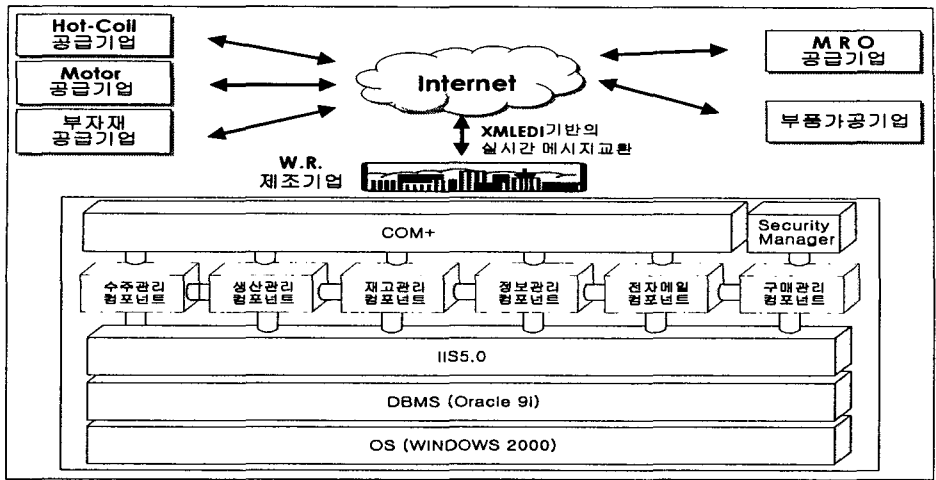 Hot-Coil
공급기업
Motor
공급기업
부자재
공급기업
Internet
M R O
공급기업
부품가공기업
XMLEDI기반의
실시간 메시지교환
W.R.
제조기업
COM+
Security
Manager
수주관리
컴포넌트
생산관리
컴포넌트
재고관리
컴포넌트
정보관리
컴포넌트
전자메일
컴포넌트
구매관리
컴포넌트
IIS5.0
DBMS (Oracle 9i)
OS (WINDOWS 2000)